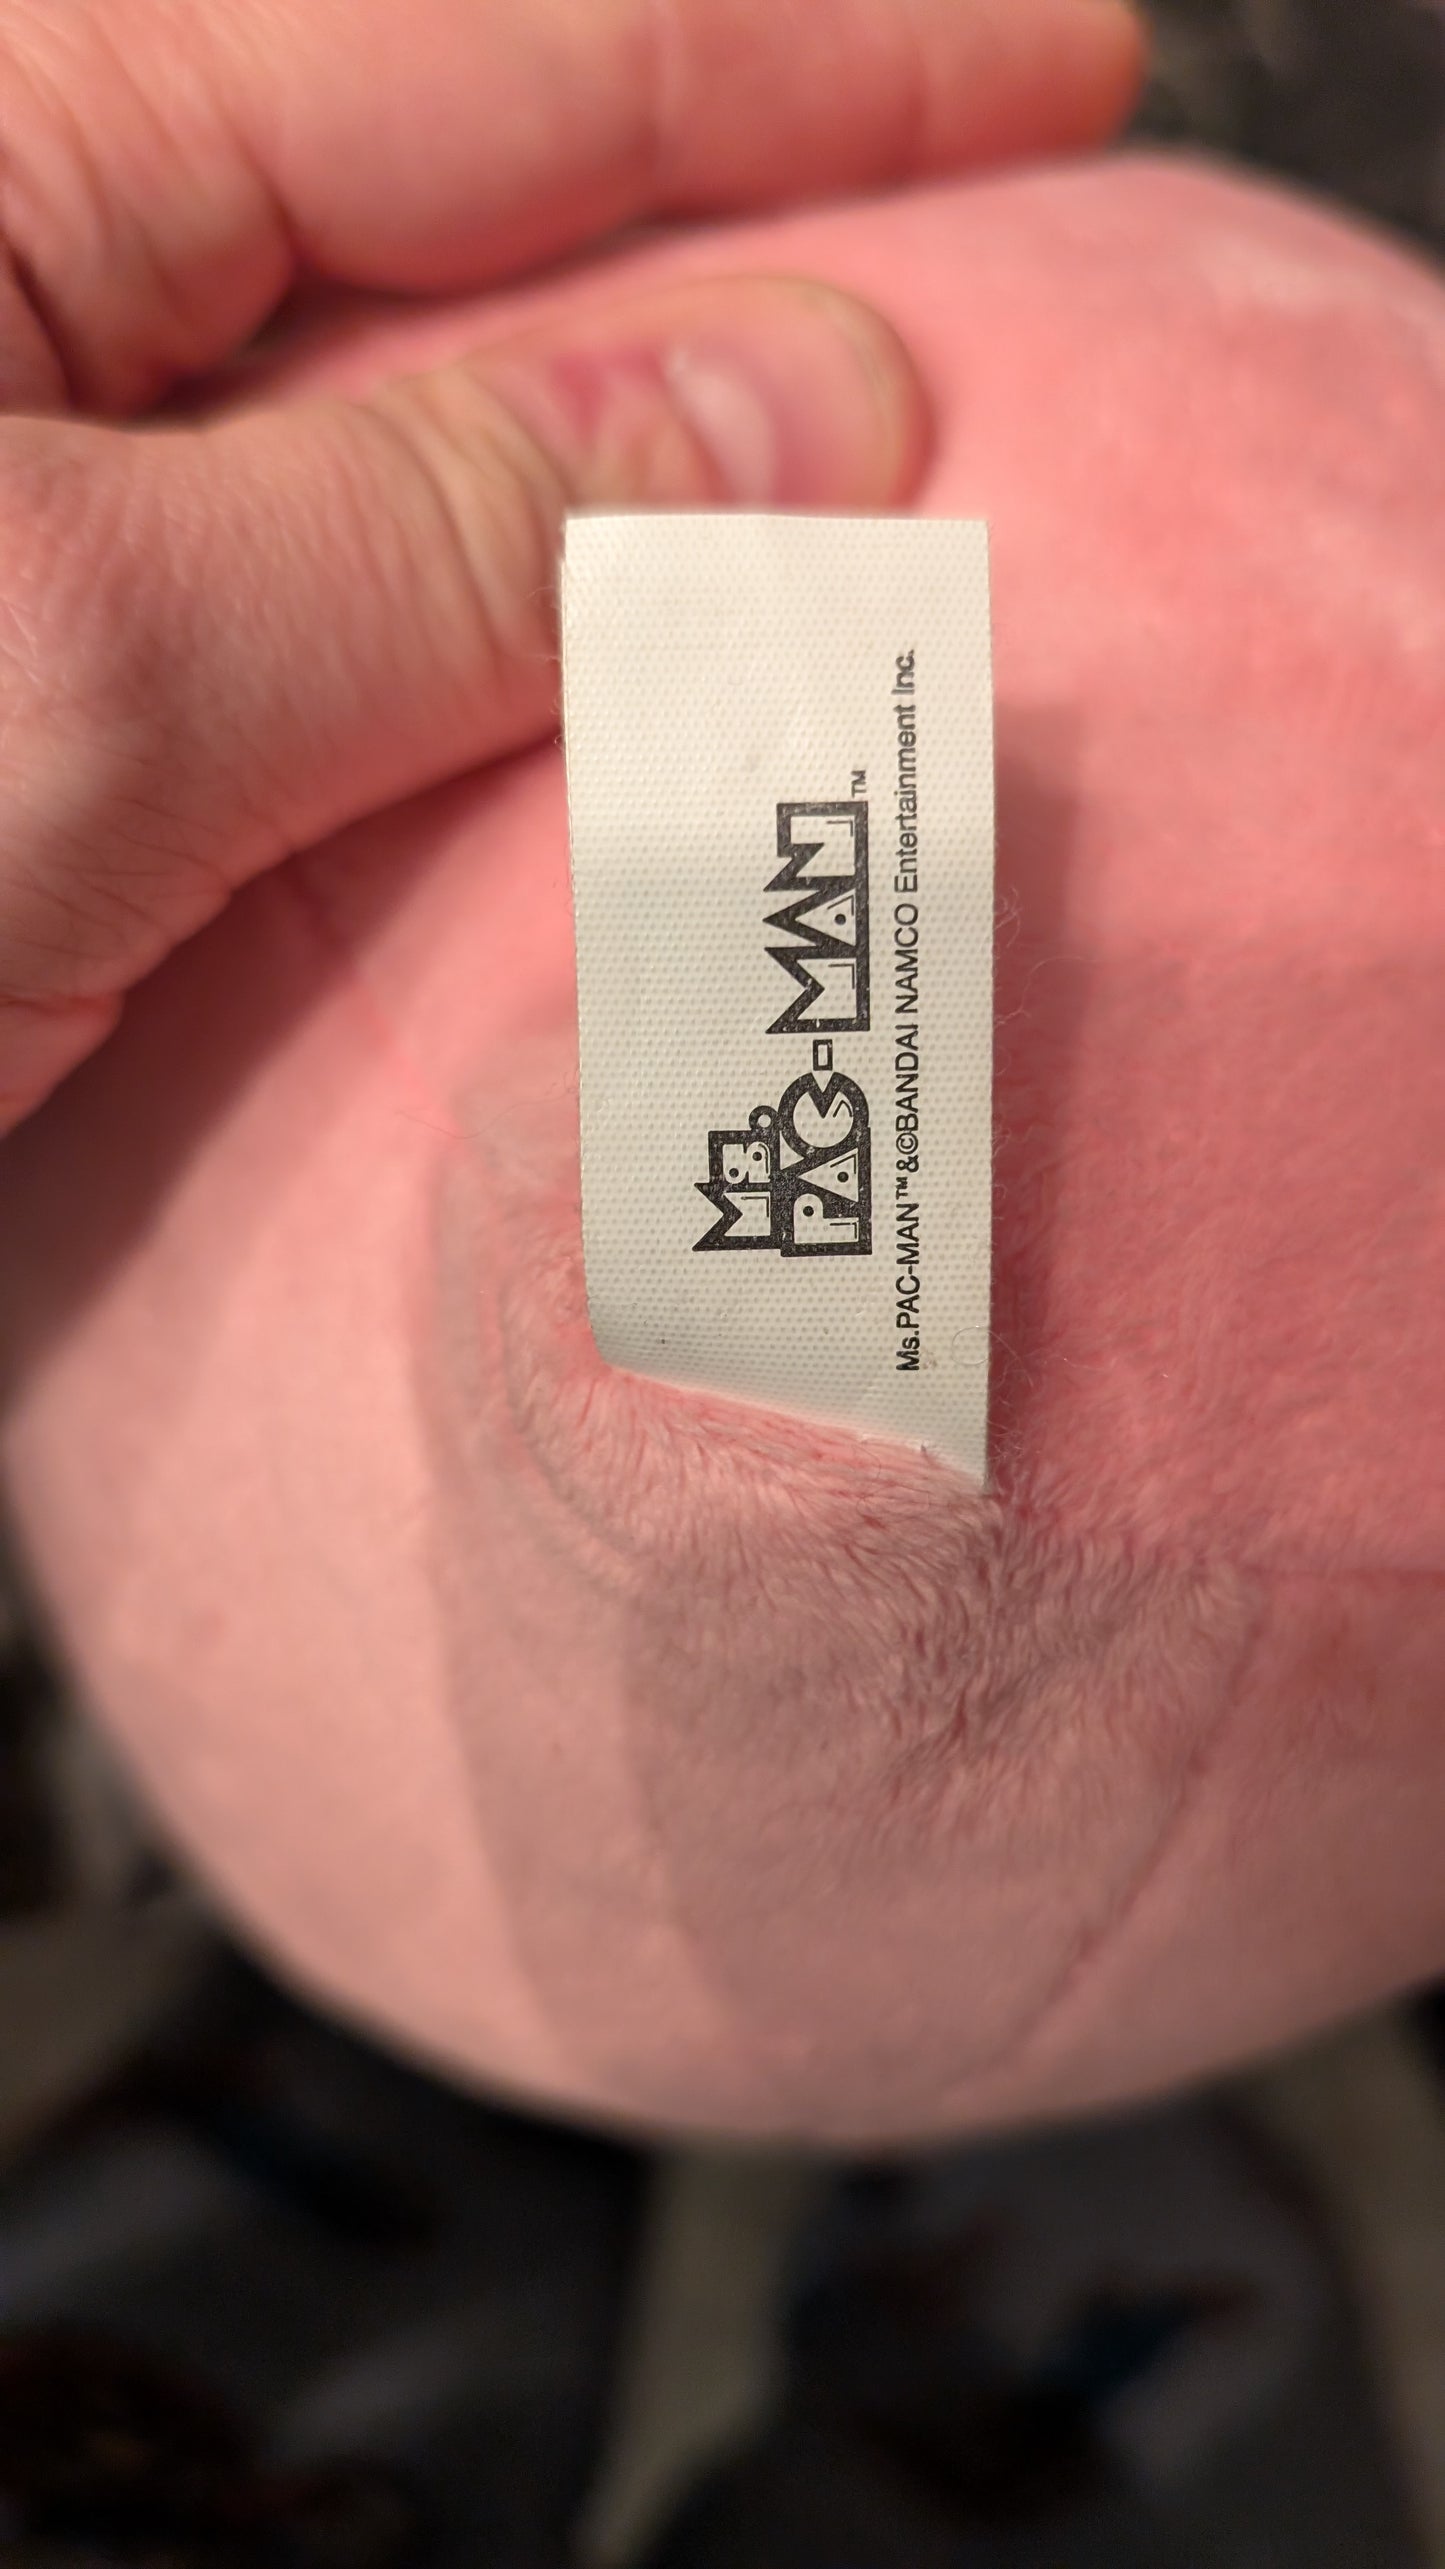 Ms.
PAC-MAN™
Ms.PAC-MAN™&©BANDAI NAMCO Entertainment Inc.